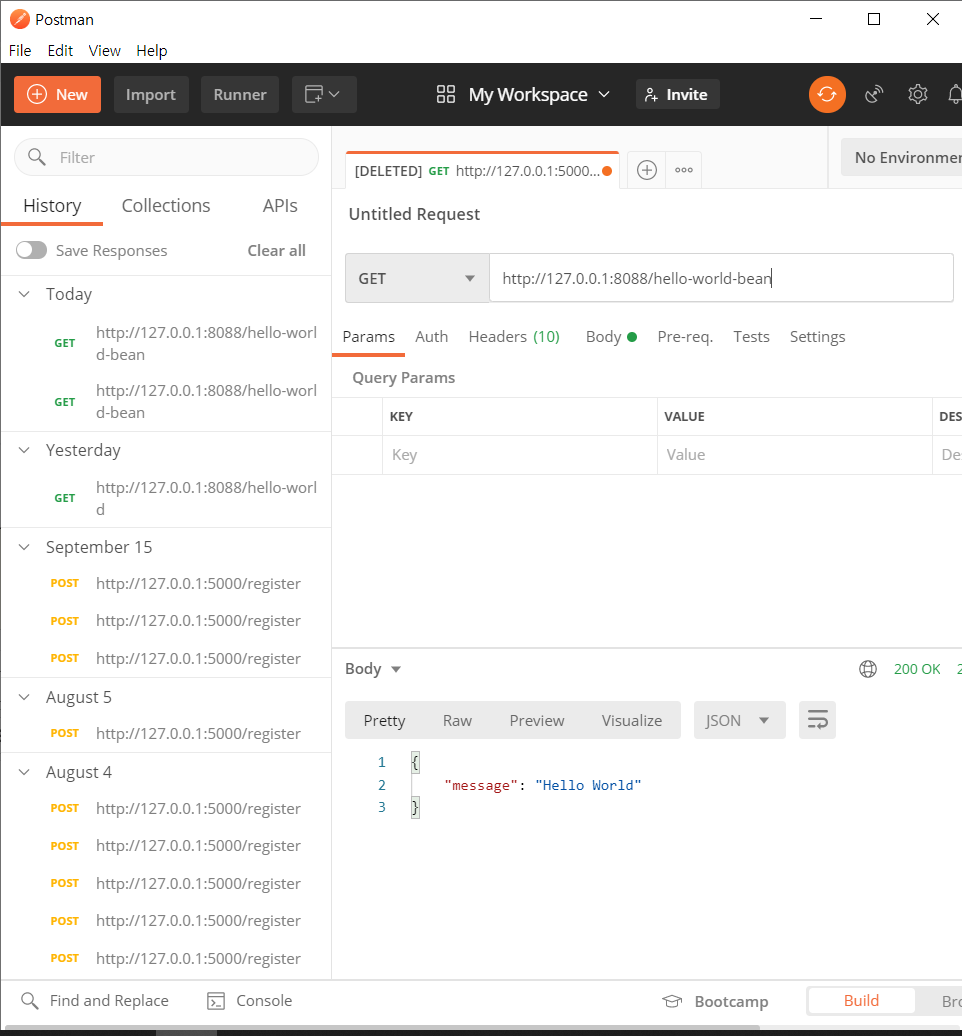 Postman
File Edit View Help
New Import Runner My Workspace Invite
Filter
History Collections APIs
Save Responses Clear all
Today
GET http://127.0.0.1:8088/hello-worl
d-bean
GET http://127.0.0.1:8088/hello-worl
d-bean
Yesterday
GET http://127.0.0.1:8088/hello-worl
d
September 15
POST http://127.0.0.1:5000/register
POST http://127.0.0.1:5000/register
POST http://127.0.0.1:5000/register
August 5
POST http://127.0.0.1:5000/register
August 4
POST http://127.0.0.1:5000/register
POST http://127.0.0.1:5000/register
POST http://127.0.0.1:5000/register
POST http://127.0.0.1:5000/register
POST http://127.0.0.1:5000/register
[DELETED] GET http://127.0.0.1:5000... No Environmen
Untitled Request
GET http://127.0.0.1:8088/hello-world-bean
Params Auth Headers (10) Body Pre-req. Tests Settings
Query Params
KEY VALUE DES
Key Value De
Body 200 OK 2
Pretty Raw Preview Visualize JSON
1 {
2 "message": "Hello World"
3 }
Find and Replace Console Bootcamp Build Bro